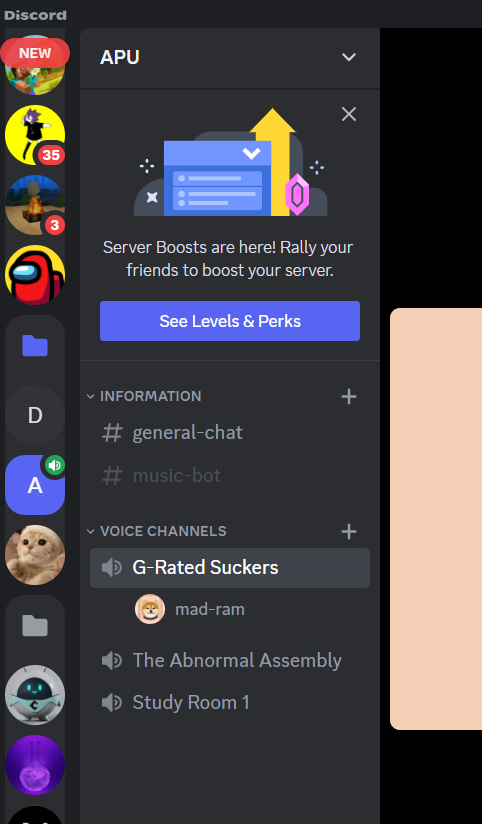 Discord
NEW
35
3
D
A
APU
Server Boosts are here! Rally your
friends to boost your server.
See Levels & Perks
INFORMATION
general-chat
music-bot
VOICE CHANNELS
G-Rated Suckers
mad-ram
The Abnormal Assembly
Study Room 1